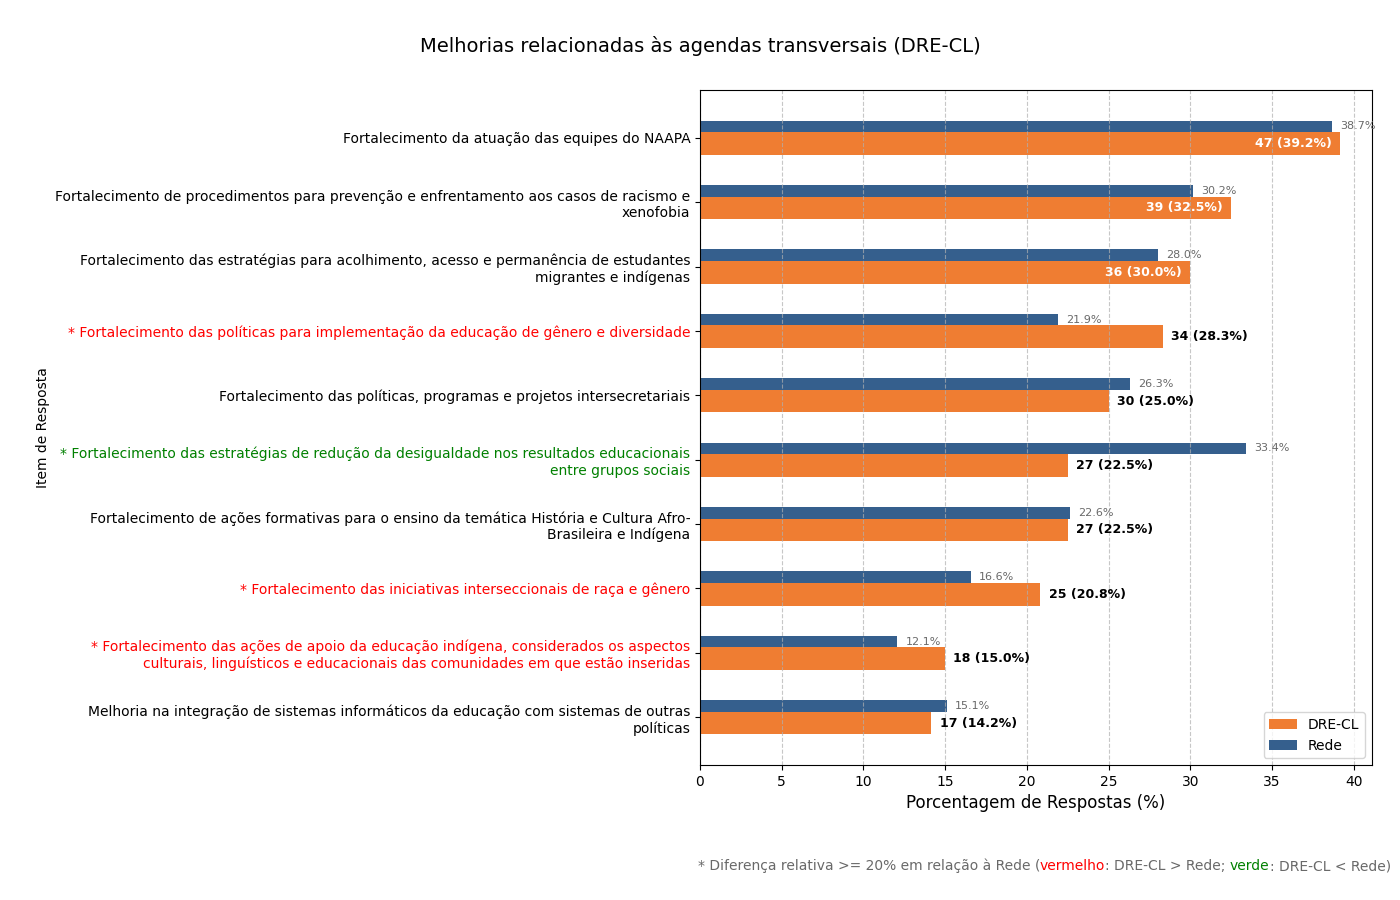 Melhorias relacionadas às agendas transversais (DRE-CL)
Item de Resposta
Fortalecimento da atuação das equipes do NAAPA
38.7%
47 (39.2%)
Fortalecimento de procedimentos para prevenção e enfrentamento aos casos de racismo e
xenofobia
30.2%
39 (32.5%)
Fortalecimento das estratégias para acolhimento, acesso e permanência de estudantes
migrantes e indígenas
28.0%
36 (30.0%)
* Fortalecimento das políticas para implementação da educação de gênero e diversidade
21.9%
34 (28.3%)
Fortalecimento das políticas, programas e projetos intersecretariais
26.3%
30 (25.0%)
* Fortalecimento das estratégias de redução da desigualdade nos resultados educacionais
entre grupos sociais
33.4%
27 (22.5%)
Fortalecimento de ações formativas para o ensino da temática História e Cultura Afro-
Brasileira e Indígena
22.6%
27 (22.5%)
* Fortalecimento das iniciativas interseccionais de raça e gênero
16.6%
25 (20.8%)
* Fortalecimento das ações de apoio da educação indígena, considerados os aspectos
culturais, linguísticos e educacionais das comunidades em que estão inseridas
12.1%
18 (15.0%)
Melhoria na integração de sistemas informáticos da educação com sistemas de outras
políticas
15.1%
17 (14.2%)
DRE-CL
Rede
0 5 10 15 20 25 30 35 40
Porcentagem de Respostas (%)
* Diferença relativa >= 20% em relação à Rede (vermelho: DRE-CL > Rede; verde: DRE-CL < Rede)